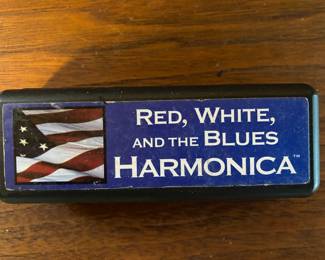 RED, WHITE,
AND THE BLUES
HARMONICA™